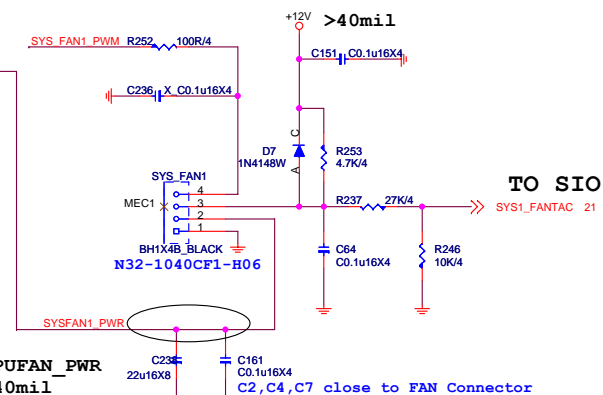 +12V >40mil
SYS_FAN1_PWM R252 100R/4
C151 C0.1u16X4
C236 X_C0.1u16X4
D7
1N4148W
C
A
R253
4.7K/4
SYS_FAN1
MEC1
4
3
2
1
BH1X4B_BLACK
N32-1040CF1-H06
R237 27K/4
TO SIO
SYS1_FANTAC 21
C64
C0.1u16X4
R246
10K/4
SYSFAN1_PWR
22u16X8
C161
C0.1u16X4
PUFAN_PWR
40mil
C2,C4,C7 close to FAN Connector